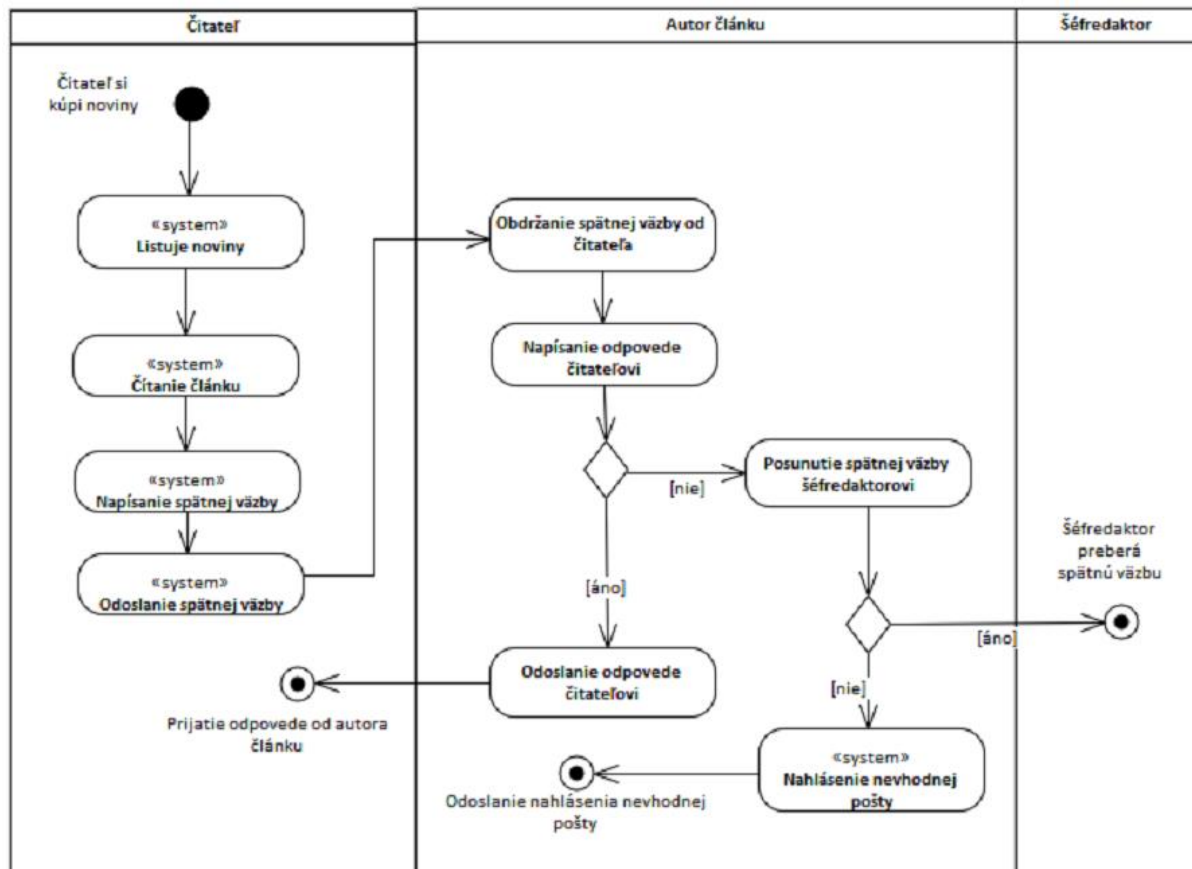 Čitateľ
Autor článku
Šéfredaktor
Čitateľ si
kúpi noviny
«system»
Listuje noviny
«system»
Čítanie článku
«system»
Napísanie spätnej väzby
«system»
Odoslanie spätnej väzby
Prijatie odpovede od autora
článku
Obdržanie spätnej väzby od
čitateľa
Napísanie odpovede
čitateľovi
[nie]
Posunutie spätnej väzby
šéfredaktorovi
[áno]
Odoslanie odpovede
čitateľovi
[áno]
[nie]
«system»
Nahlásenie nevhodnej
pošty
Odoslanie nahlásenia nevhodnej
pošty
Šéfredaktor
preberá
spätnú väzbu